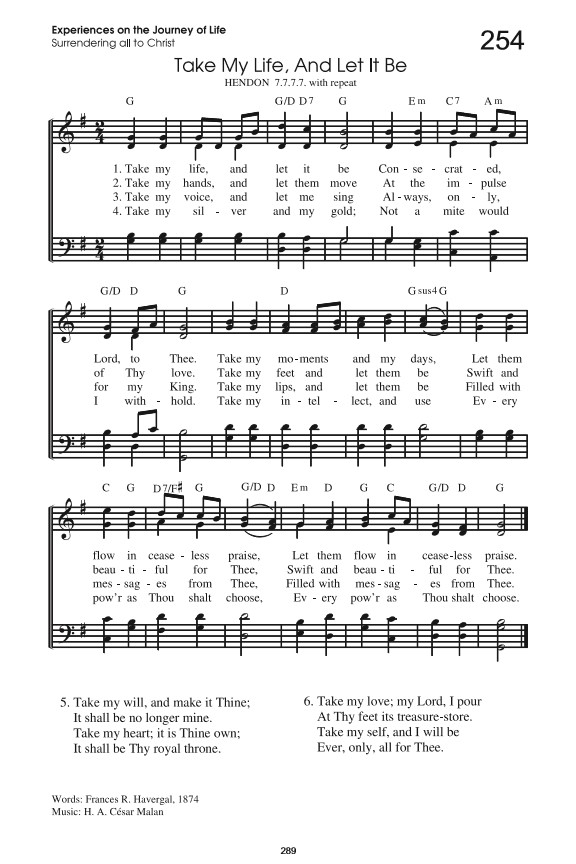 Experiences on the Journey of Life
Surrendering all to Christ
254
Take My Life, And Let It Be
HENDON 7.7.7.7. with repeat
G G/D D7 G Em C7 Am
1. Take my life, and let it be Con - se - crat - ed,
2. Take my hands, and let them move At the im - pulse
3. Take my voice, and let me sing Al - ways, on - ly,
4. Take my sil - ver and my gold; Not a mite would
G/D D G D Gsus4 G
Lord, to Thee. Take my mo-ments and my days, Let them
of Thy love. Take my feet and let them be Swift and
for my King. Take my lips, and let them be Filled with
I with - hold. Take my in - tel - lect, and use Ev - ery
C G D7/F♯ G G/D D Em D G C G/D D G
flow in cease - less praise, Let them flow in cease-less praise.
beau - ti - ful for Thee, Swift and beau - ti - ful for Thee.
mes - sag - es from Thee, Filled with mes - sag - es from Thee.
pow'r as Thou shalt choose, Ev - ery pow'r as Thou shalt choose.
5. Take my will, and make it Thine;
It shall be no longer mine.
Take my heart; it is Thine own;
It shall be Thy royal throne.
6. Take my love; my Lord, I pour
At Thy feet its treasure-store.
Take my self, and I will be
Ever, only, all for Thee.
Words: Frances R. Havergal, 1874
Music: H. A. César Malan
289